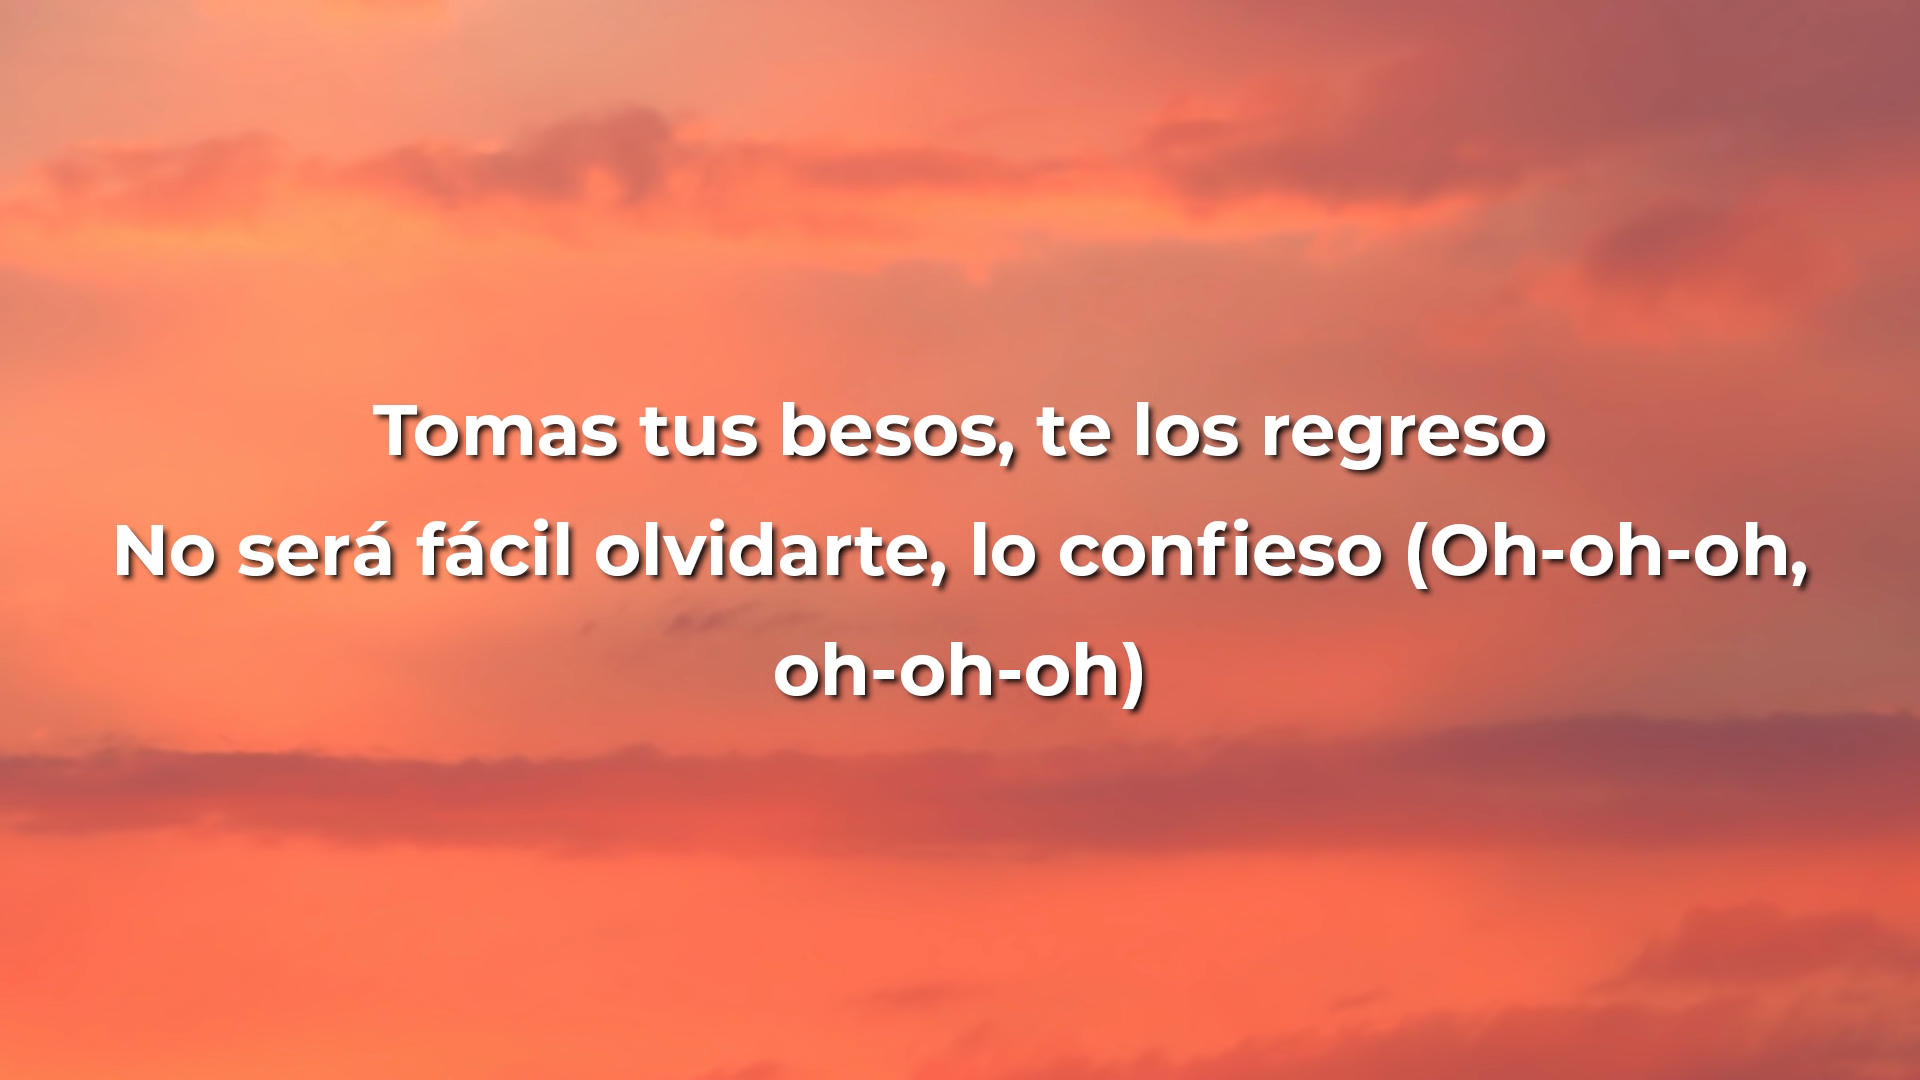 Tomas tus besos, te los regreso
No será fácil olvidarte, lo confieso (Oh-oh-oh,
oh-oh-oh)